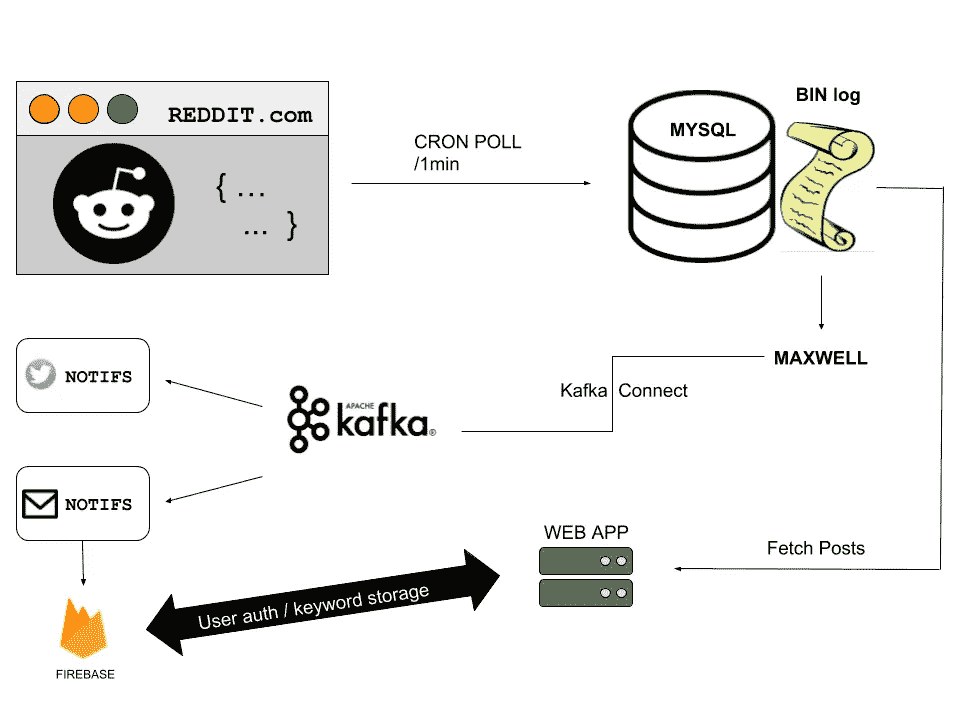 REDDIT.com
{ ...
... }
CRON POLL
/1min
MYSQL
BIN log
MAXWELL
Kafka Connect
APACHE
kafka®
NOTIFS
NOTIFS
WEB APP
Fetch Posts
User auth / keyword storage
FIREBASE